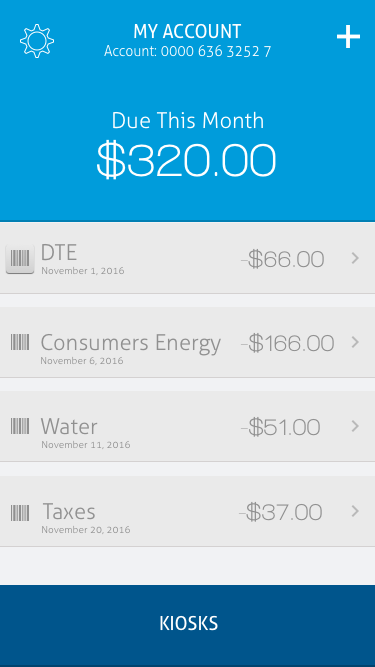 MY ACCOUNT
Account: 0000 636 3252 7
Due This Month
$320.00
DTE
November 1, 2016
-$66.00
Consumers Energy
November 6, 2016
-$166.00
Water
November 11, 2016
-$51.00
Taxes
November 20, 2016
-$37.00
KIOSKS